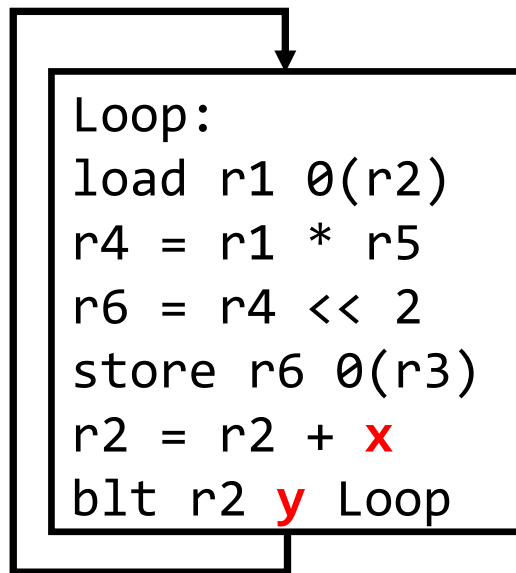 Loop:
load r1 0(r2)
r4 = r1 * r5
r6 = r4 << 2
store r6 0(r3)
r2 = r2 + x
blt r2 y Loop